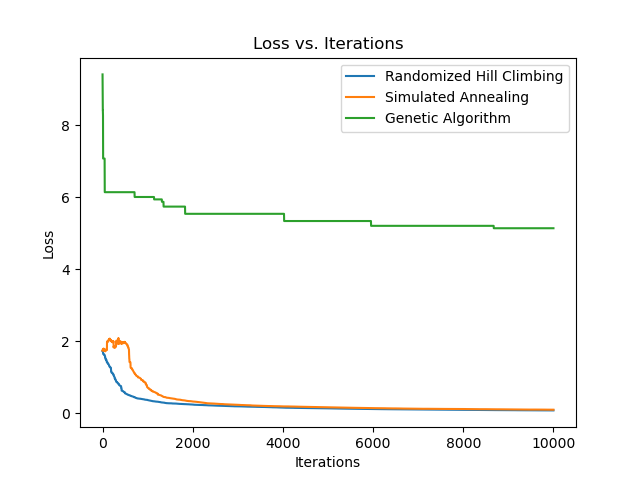 Loss vs. Iterations
Randomized Hill Climbing
Simulated Annealing
Genetic Algorithm
Loss
8
6
4
2
0
0 2000 4000 6000 8000 10000
Iterations